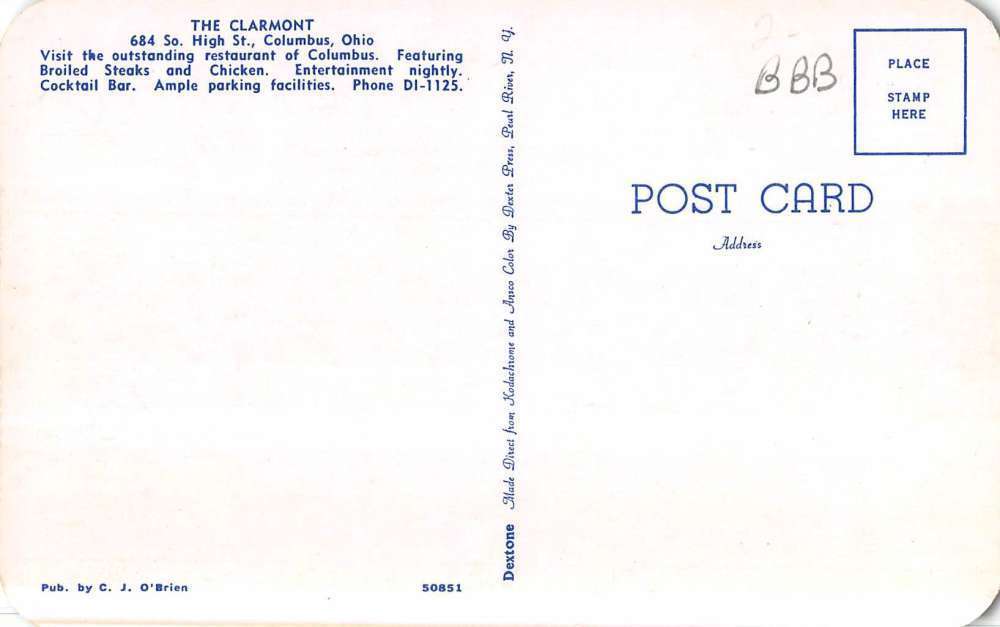 THE CLARMONT
684 So. High St., Columbus, Ohio
Visit the outstanding restaurant of Columbus. Featuring
Broiled Steaks and Chicken. Entertainment nightly.
Cocktail Bar. Ample parking facilities. Phone DI-1125.
Pub. by C. J. O'Brien
50851
Dextone Made Direct from Kodachrome and Ansco Color By Dexter Press, Pearl River, N. Y.
BBB
PLACE
STAMP
HERE
POST CARD
Address